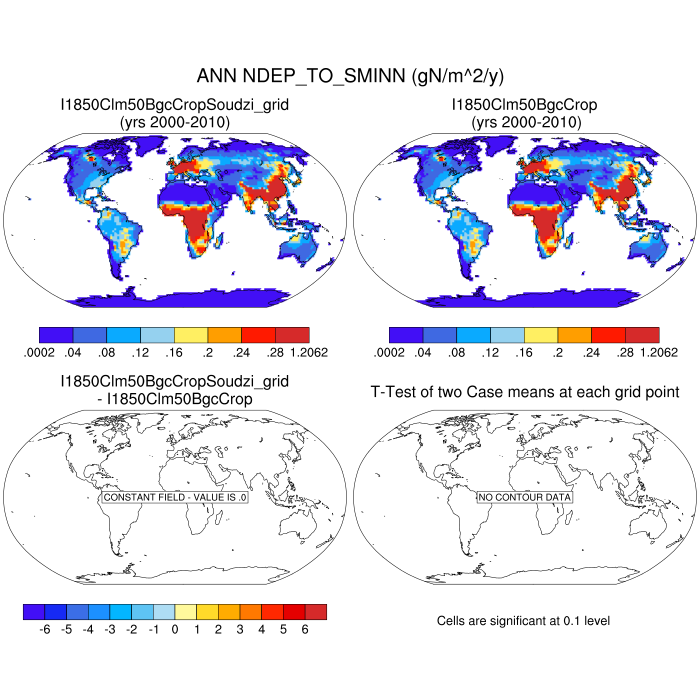 ANN NDEP_TO_SMINN (gN/m^2/y)
I1850Clm50BgcCropSoudzi_grid
(yrs 2000-2010)
I1850Clm50BgcCrop
(yrs 2000-2010)
.0002 .04 .08 .12 .16 .2 .24 .28 1.2062
.0002 .04 .08 .12 .16 .2 .24 .28 1.2062
I1850Clm50BgcCropSoudzi_grid
- I1850Clm50BgcCrop
T-Test of two Case means at each grid point
CONSTANT FIELD - VALUE IS .0
NO CONTOUR DATA
-6 -5 -4 -3 -2 -1 0 1 2 3 4 5 6
Cells are significant at 0.1 level